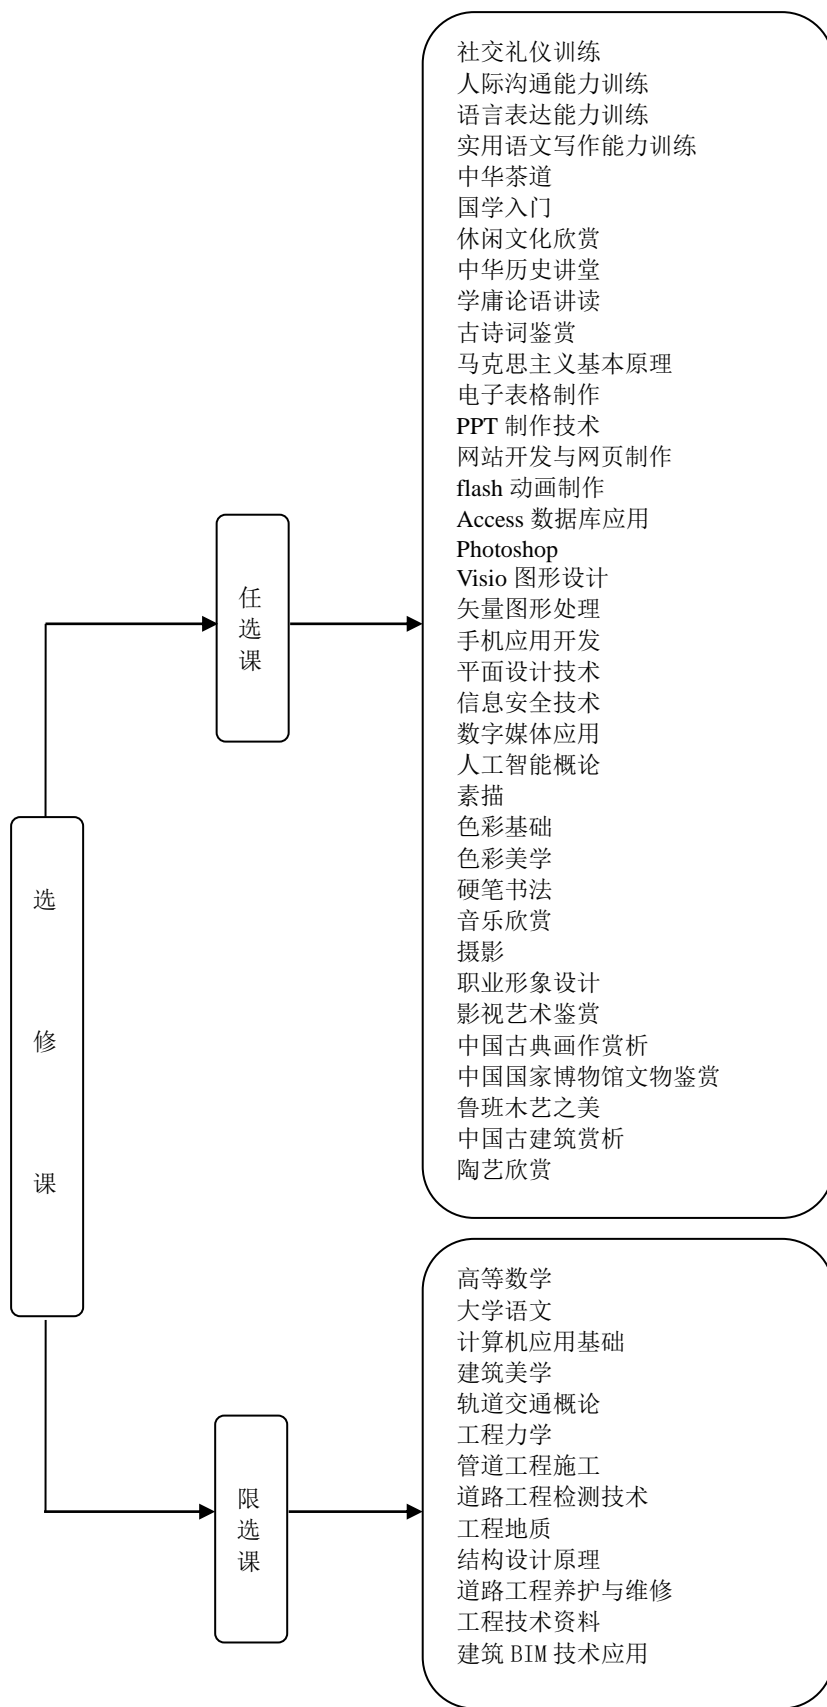 社交礼仪训练
人际沟通能力训练
语言表达能力训练
实用语文写作能力训练
中华茶道
国学入门
休闲文化欣赏
中华历史讲堂
学庸论语讲读
古诗词鉴赏
马克思主义基本原理
电子表格制作
PPT 制作技术
网站开发与网页制作
flash 动画制作
Access 数据库应用
Photoshop
Visio 图形设计
矢量图形处理
手机应用开发
平面设计技术
信息安全技术
数字媒体应用
人工智能概论
素描
色彩基础
色彩美学
硬笔书法
音乐欣赏
摄影
职业形象设计
影视艺术鉴赏
中国古典画作赏析
中国国家博物馆文物鉴赏
鲁班木艺之美
中国古建筑赏析
陶艺欣赏
任选课
选修课
限选课
高等数学
大学语文
计算机应用基础
建筑美学
轨道交通概论
工程力学
管道工程施工
道路工程检测技术
工程地质
结构设计原理
道路工程养护与维修
工程技术资料
建筑 BIM 技术应用